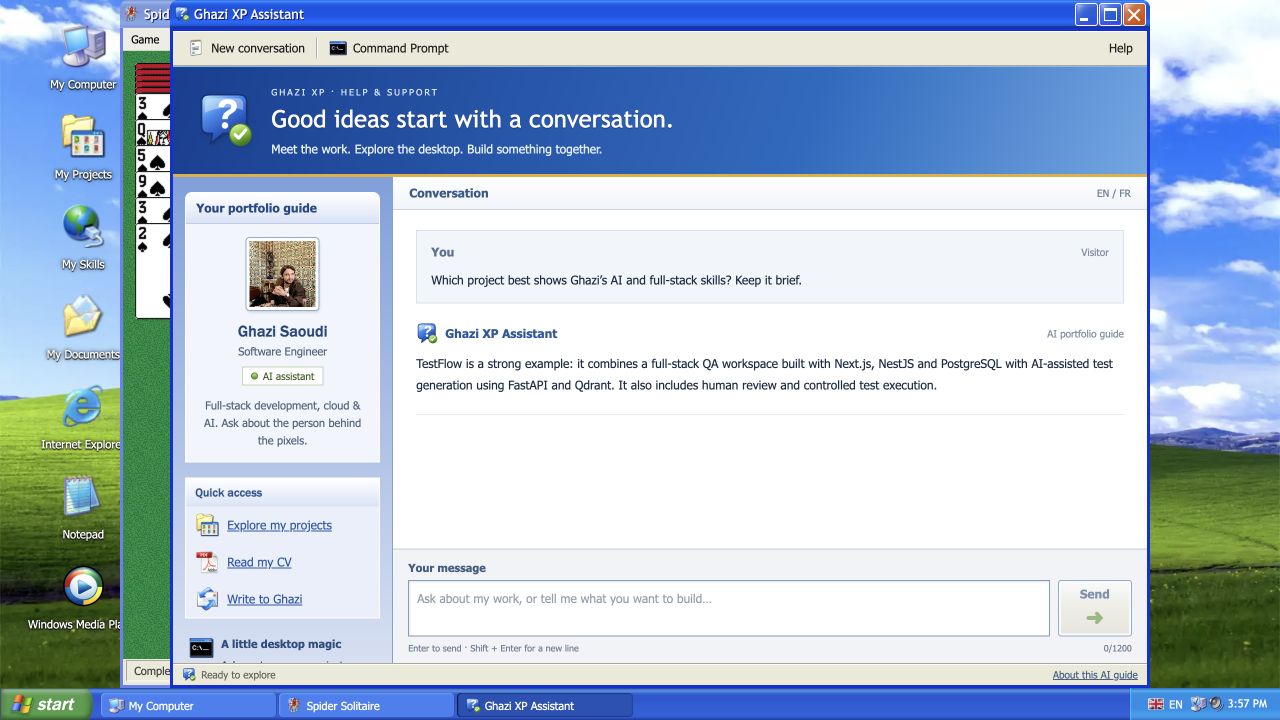 Spid
Game
My Computer
My Projects
My Skills
My Documents
Internet Explore
Notepad
Windows Media Pla
3
Q
5
9
3
2
Comple
Ghazi XP Assistant
New conversation
Command Prompt
Help
GHAZI XP · HELP & SUPPORT
Good ideas start with a conversation.
Meet the work. Explore the desktop. Build something together.
Your portfolio guide
Ghazi Saoudi
Software Engineer
AI assistant
Full-stack development, cloud &
AI. Ask about the person behind
the pixels.
Quick access
Explore my projects
Read my CV
Write to Ghazi
A little desktop magic
Conversation
EN / FR
You
Visitor
Which project best shows Ghazi’s AI and full-stack skills? Keep it brief.
Ghazi XP Assistant
AI portfolio guide
TestFlow is a strong example: it combines a full-stack QA workspace built with Next.js, NestJS and PostgreSQL with AI-assisted test
generation using FastAPI and Qdrant. It also includes human review and controlled test execution.
Your message
Ask about my work, or tell me what you want to build...
Send
Enter to send · Shift + Enter for a new line
0/1200
Ready to explore
About this AI guide
start
My Computer
Spider Solitaire
Ghazi XP Assistant
EN
3:57 PM